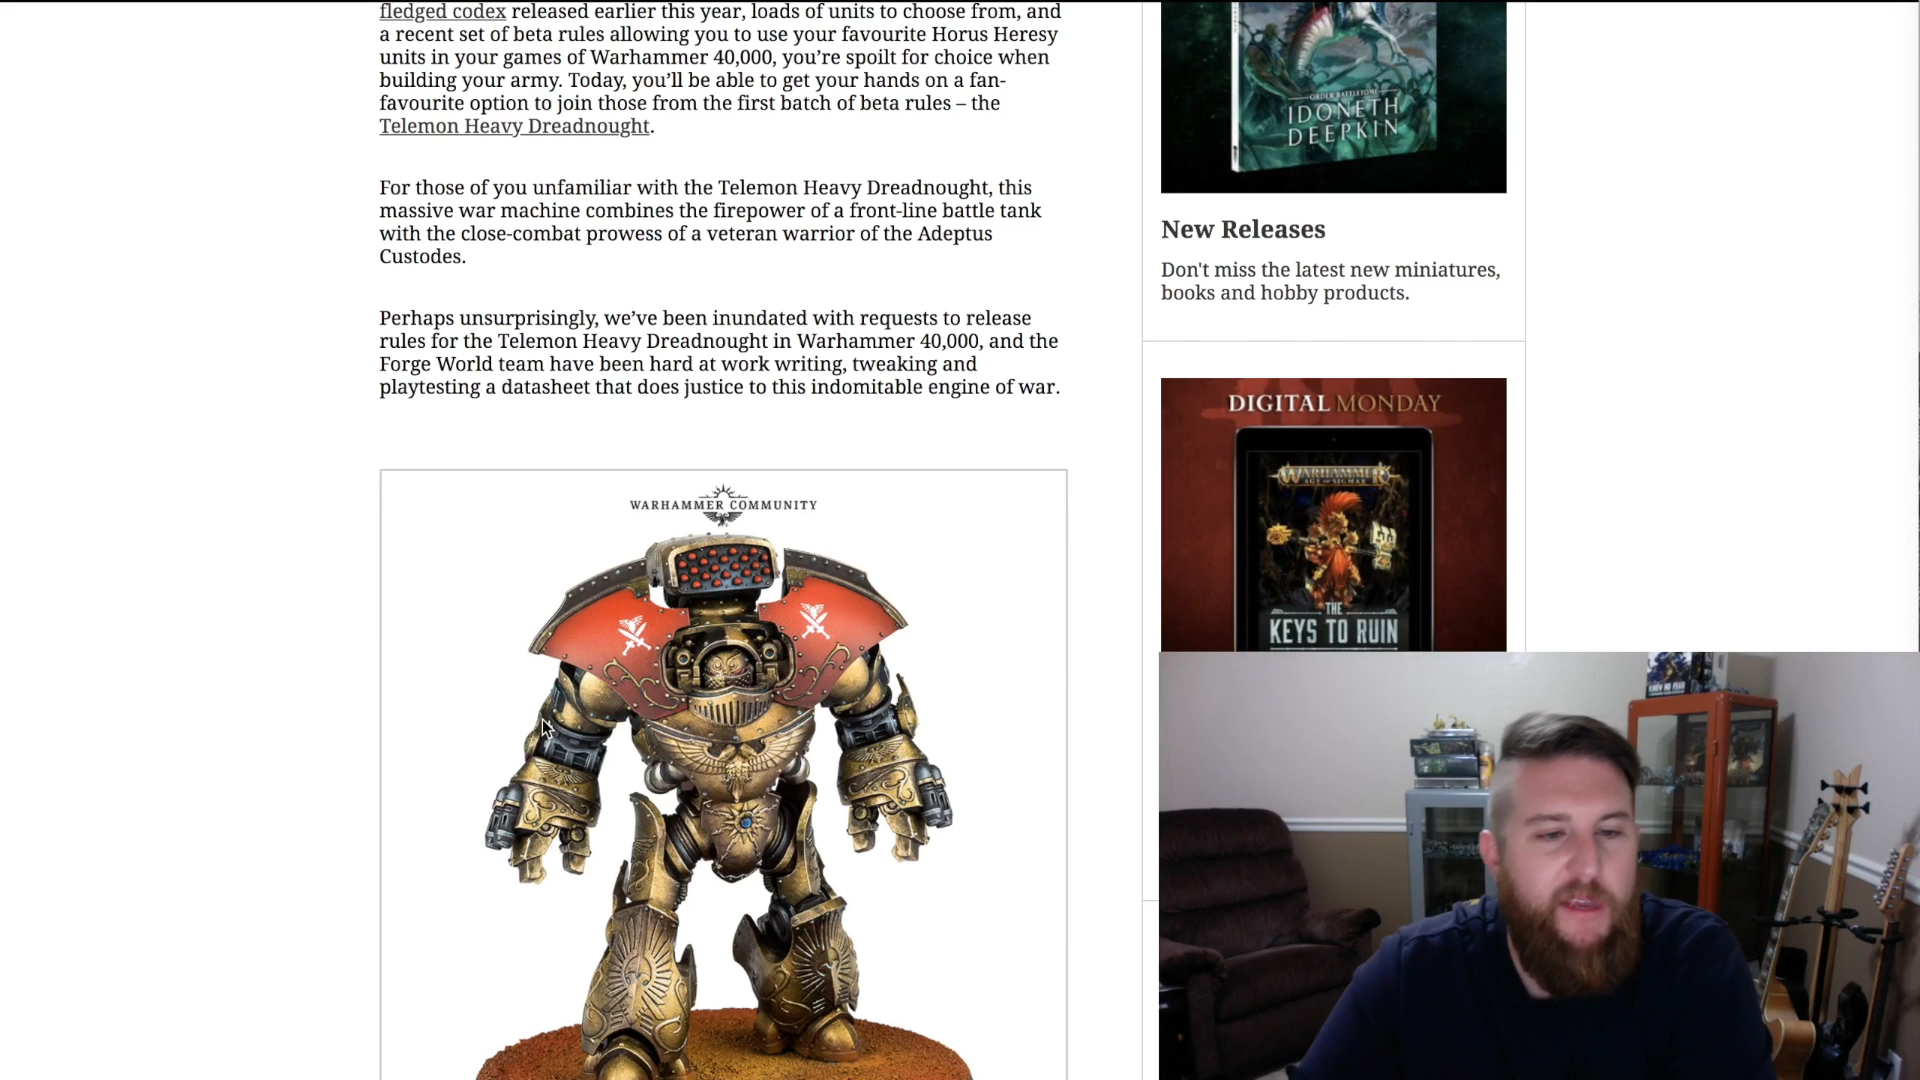 fledged codex released earlier this year, loads of units to choose from, and
a recent set of beta rules allowing you to use your favourite Horus Heresy
units in your games of Warhammer 40,000, you’re spoilt for choice when
building your army. Today, you’ll be able to get your hands on a fan-
favourite option to join those from the first batch of beta rules – the
Telemon Heavy Dreadnought.
For those of you unfamiliar with the Telemon Heavy Dreadnought, this
massive war machine combines the firepower of a front-line battle tank
with the close-combat prowess of a veteran warrior of the Adeptus
Custodes.
Perhaps unsurprisingly, we’ve been inundated with requests to release
rules for the Telemon Heavy Dreadnought in Warhammer 40,000, and the
Forge World team have been hard at work writing, tweaking and
playtesting a datasheet that does justice to this indomitable engine of war.
WARHAMMER COMMUNITY
ORDER BATTLETOME
IDONETH
DEEPKIN
New Releases
Don't miss the latest new miniatures,
books and hobby products.
DIGITAL MONDAY
WARHAMMER
AGE OF SIGMAR
THE
KEYS TO RUIN
KNOW NO FEAR